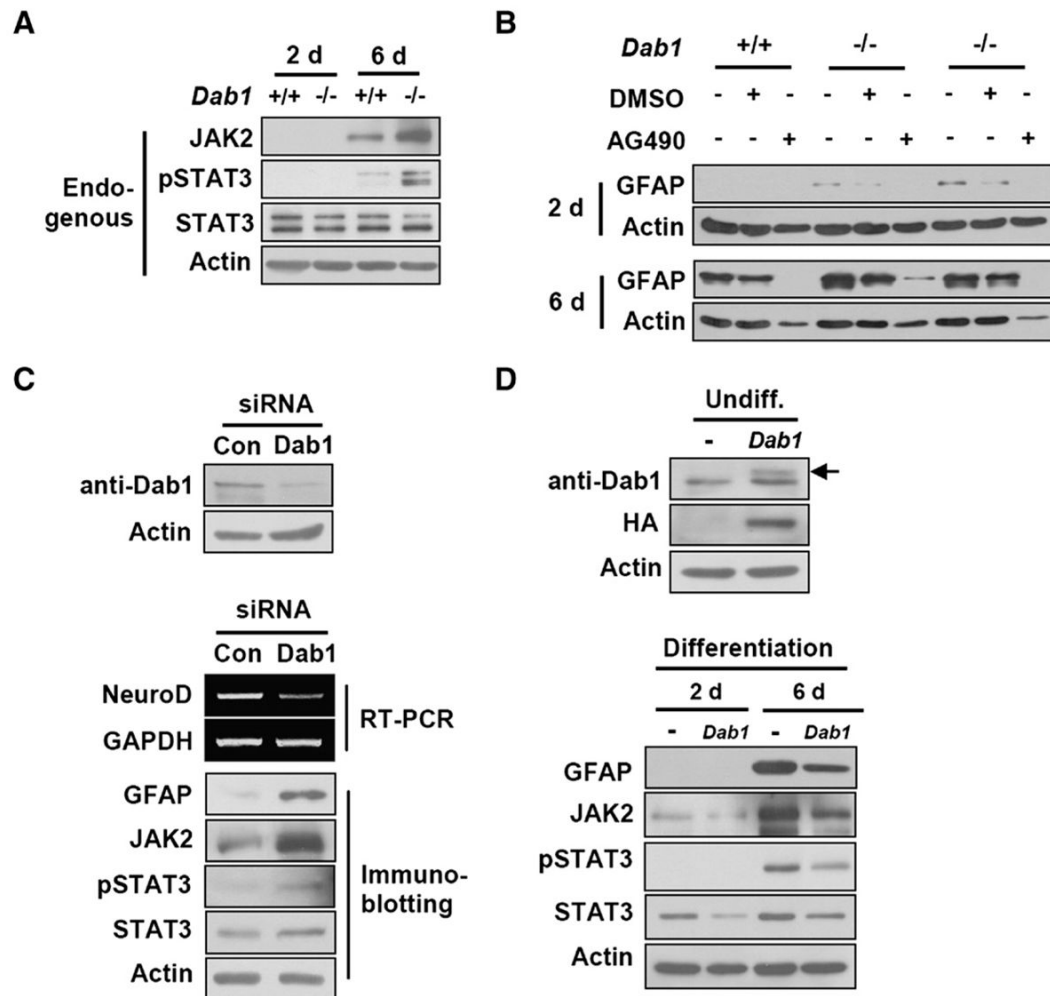 A
2 d 6 d
Dab1 +/+ -/- +/+ -/-
JAK2
pSTAT3
STAT3
Actin
Endo-
genous
B
Dab1 +/+ -/- -/-
DMSO - + - - + - - + -
AG490 - - + - - + - - +
2 d
GFAP
Actin
6 d
GFAP
Actin
C
siRNA
Con Dab1
anti-Dab1
Actin
siRNA
Con Dab1
NeuroD
GAPDH
RT-PCR
GFAP
JAK2
pSTAT3
STAT3
Actin
Immuno-
blotting
D
Undiff.
- Dab1
anti-Dab1
HA
Actin
Differentiation
2 d 6 d
- Dab1 - Dab1
GFAP
JAK2
pSTAT3
STAT3
Actin